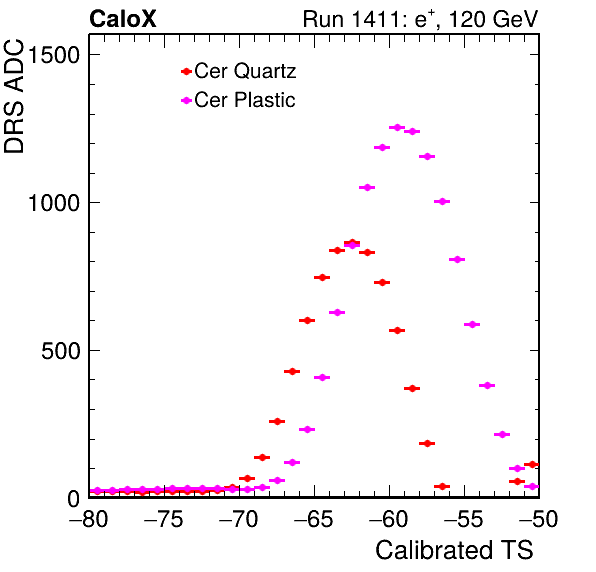 CaloX
Run 1411: e⁺, 120 GeV
DRS ADC
1500
1000
500
0
Cer Quartz
Cer Plastic
−80 −75 −70 −65 −60 −55 −50
Calibrated TS